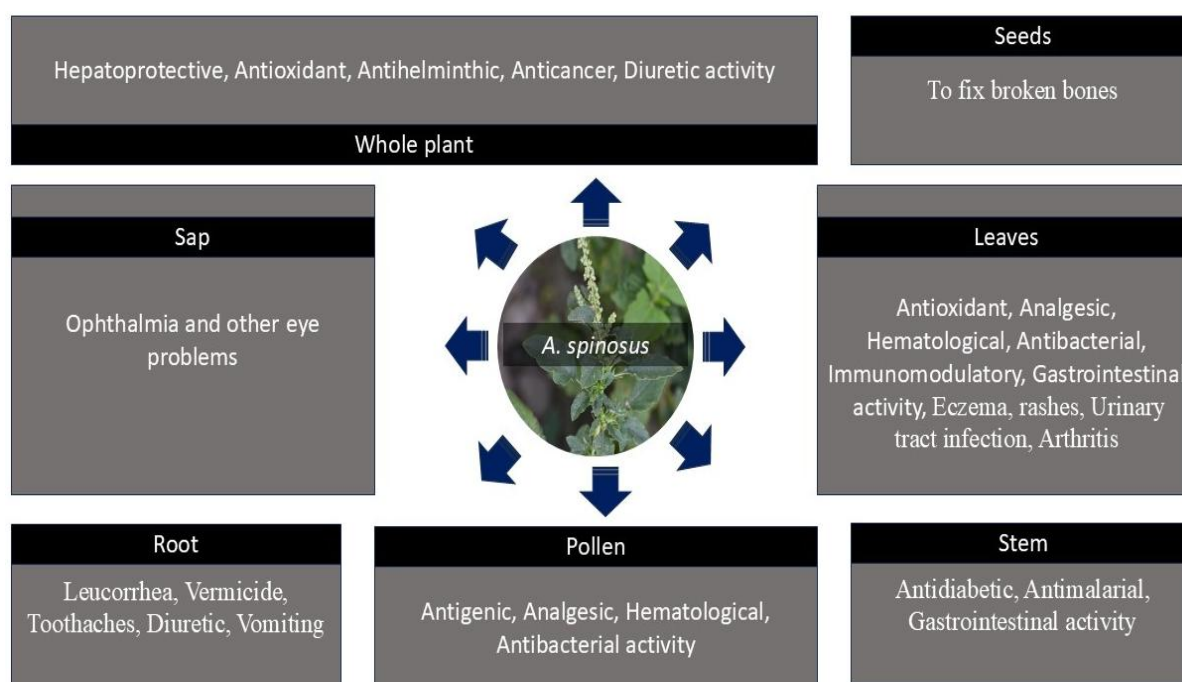 Hepatoprotective, Antioxidant, Antihelminthic, Anticancer, Diuretic activity
Whole plant
Seeds
To fix broken bones
Sap
Ophthalmia and other eye
problems
A. spinosus
Leaves
Antioxidant, Analgesic,
Hematological, Antibacterial,
Immunomodulatory, Gastrointestinal
activity, Eczema, rashes, Urinary
tract infection, Arthritis
Root
Leucorrhea, Vermicide,
Toothaches, Diuretic, Vomiting
Pollen
Antigenic, Analgesic, Hematological,
Antibacterial activity
Stem
Antidiabetic, Antimalarial,
Gastrointestinal activity